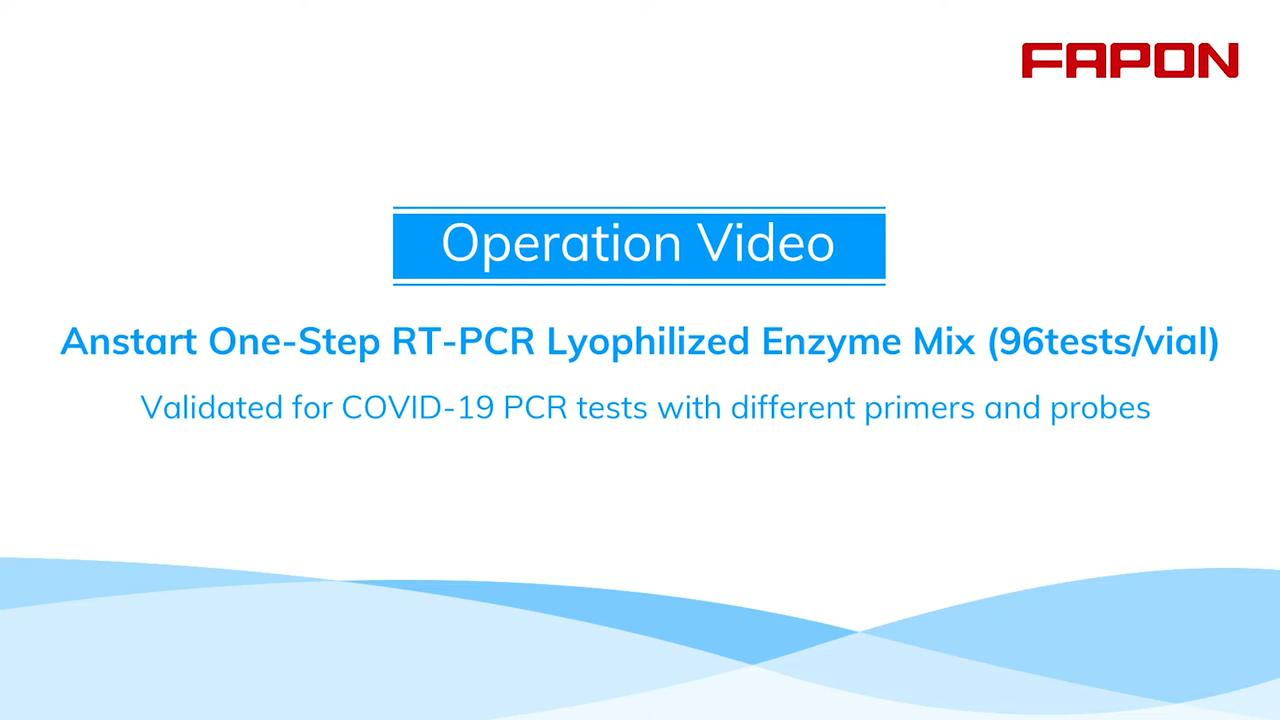 FAPON
Operation Video
Anstart One-Step RT-PCR Lyophilized Enzyme Mix (96tests/vial)
Validated for COVID-19 PCR tests with different primers and probes